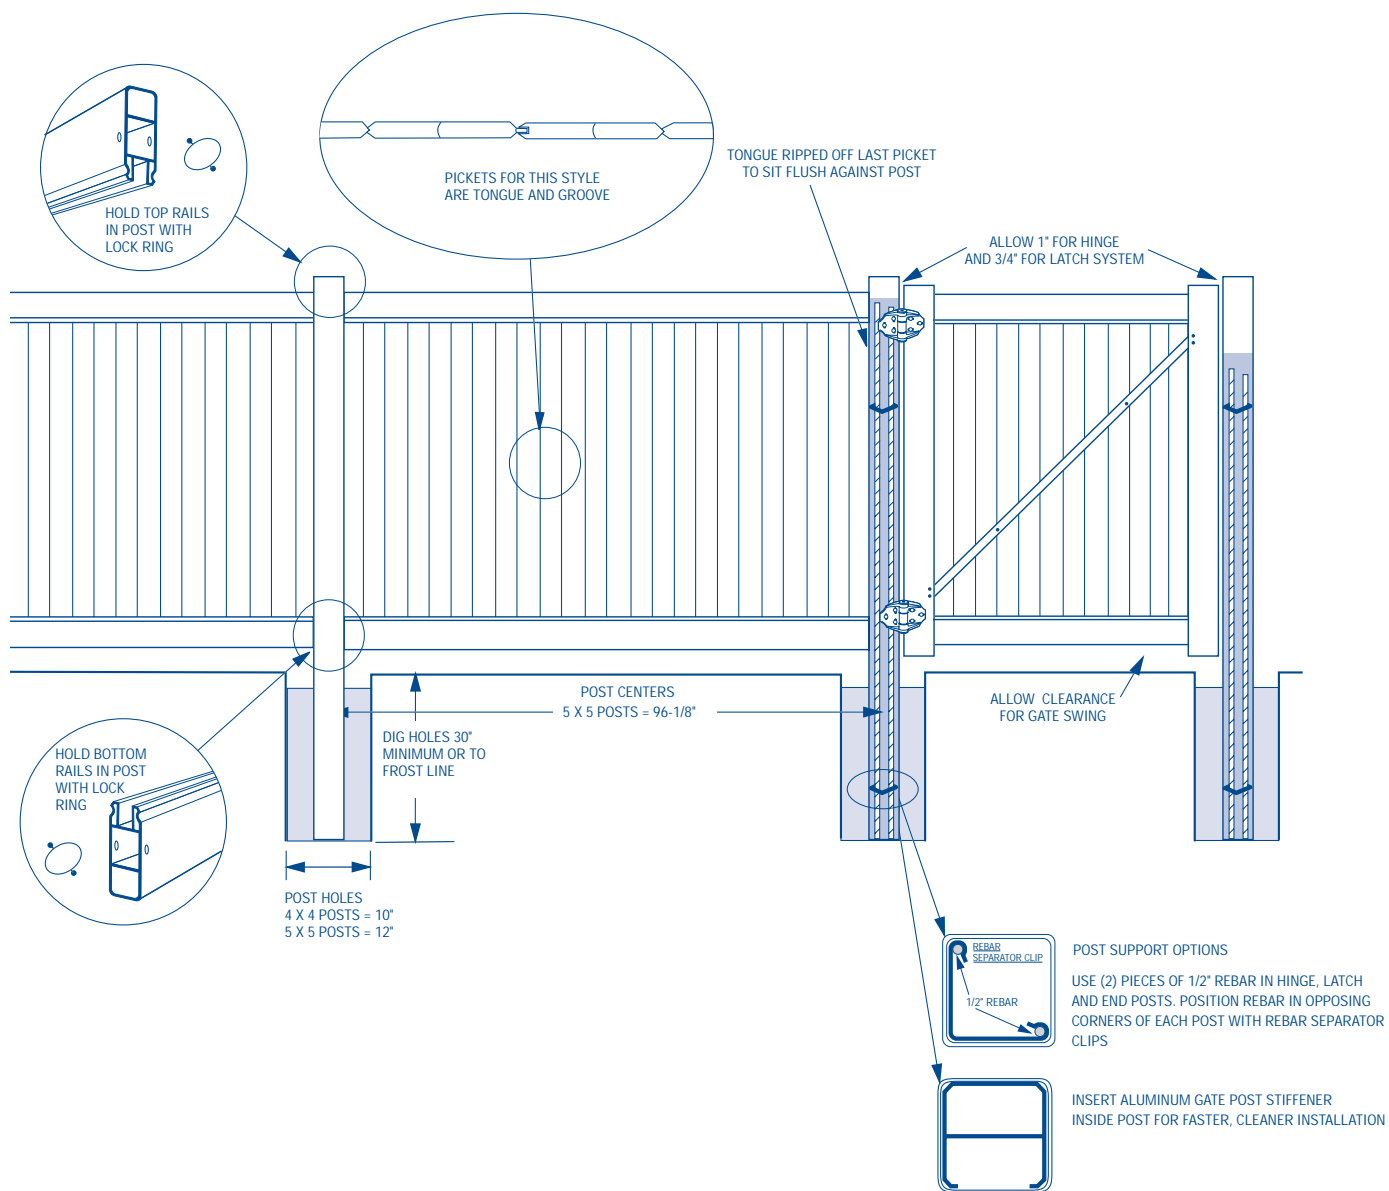 HOLD TOP RAILS
IN POST WITH
LOCK RING
PICKETS FOR THIS STYLE
ARE TONGUE AND GROOVE
TONGUE RIPPED OFF LAST PICKET
TO SIT FLUSH AGAINST POST
ALLOW 1" FOR HINGE
AND 3/4" FOR LATCH SYSTEM
POST CENTERS
5 X 5 POSTS = 96-1/8"
ALLOW CLEARANCE
FOR GATE SWING
DIG HOLES 30"
MINIMUM OR TO
FROST LINE
HOLD BOTTOM
RAILS IN POST
WITH LOCK
RING
POST HOLES
4 X 4 POSTS = 10"
5 X 5 POSTS = 12"
REBAR
SEPARATOR CLIP
1/2" REBAR
POST SUPPORT OPTIONS
USE (2) PIECES OF 1/2" REBAR IN HINGE, LATCH
AND END POSTS. POSITION REBAR IN OPPOSING
CORNERS OF EACH POST WITH REBAR SEPARATOR
CLIPS
INSERT ALUMINUM GATE POST STIFFENER
INSIDE POST FOR FASTER, CLEANER INSTALLATION